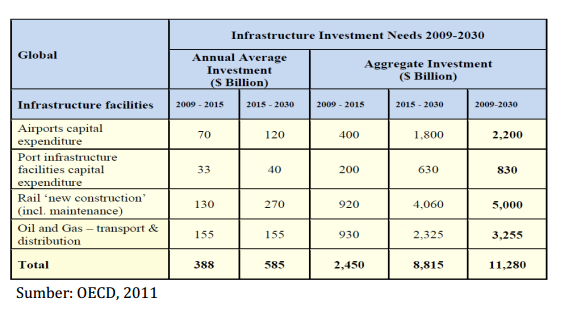 Infrastructure Investment Needs 2009-2030
Global
Annual Average
Investment
($ Billion)
Aggregate Investment
($ Billion)
Infrastructure facilities 2009 - 2015 2015 - 2030 2009 - 2015 2015 - 2030 2009-2030
Airports capital
expenditure 70 120 400 1,800 2,200
Port infrastructure
facilities capital
expenditure 33 40 200 630 830
Rail ‘new construction’
(incl. maintenance) 130 270 920 4,060 5,000
Oil and Gas – transport &
distribution 155 155 930 2,325 3,255
Total 388 585 2,450 8,815 11,280
Sumber: OECD, 2011